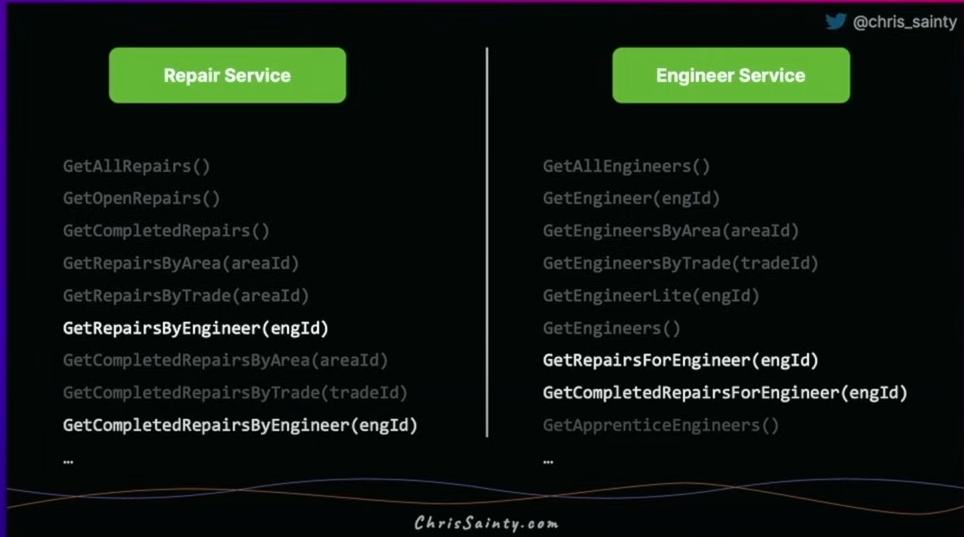 @chris_sainty
Repair Service
GetAllRepairs()
GetOpenRepairs()
GetCompletedRepairs()
GetRepairsByArea(areaId)
GetRepairsByTrade(areaId)
GetRepairsByEngineer(engId)
GetCompletedRepairsByArea(areaId)
GetCompletedRepairsByTrade(tradeId)
GetCompletedRepairsByEngineer(engId)
…
Engineer Service
GetAllEngineers()
GetEngineer(engId)
GetEngineersByArea(areaId)
GetEngineersByTrade(tradeId)
GetEngineerLite(engId)
GetEngineers()
GetRepairsForEngineer(engId)
GetCompletedRepairsForEngineer(engId)
GetApprenticeEngineers()
…
ChrisSainty.com